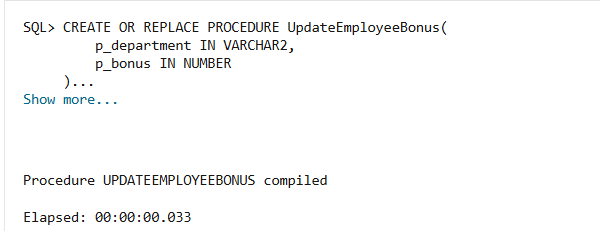 SQL> CREATE OR REPLACE PROCEDURE UpdateEmployeeBonus(
p_department IN VARCHAR2,
p_bonus IN NUMBER
)...
Show more...
Procedure UPDATEEMPLOYEEBONUS compiled
Elapsed: 00:00:00.033